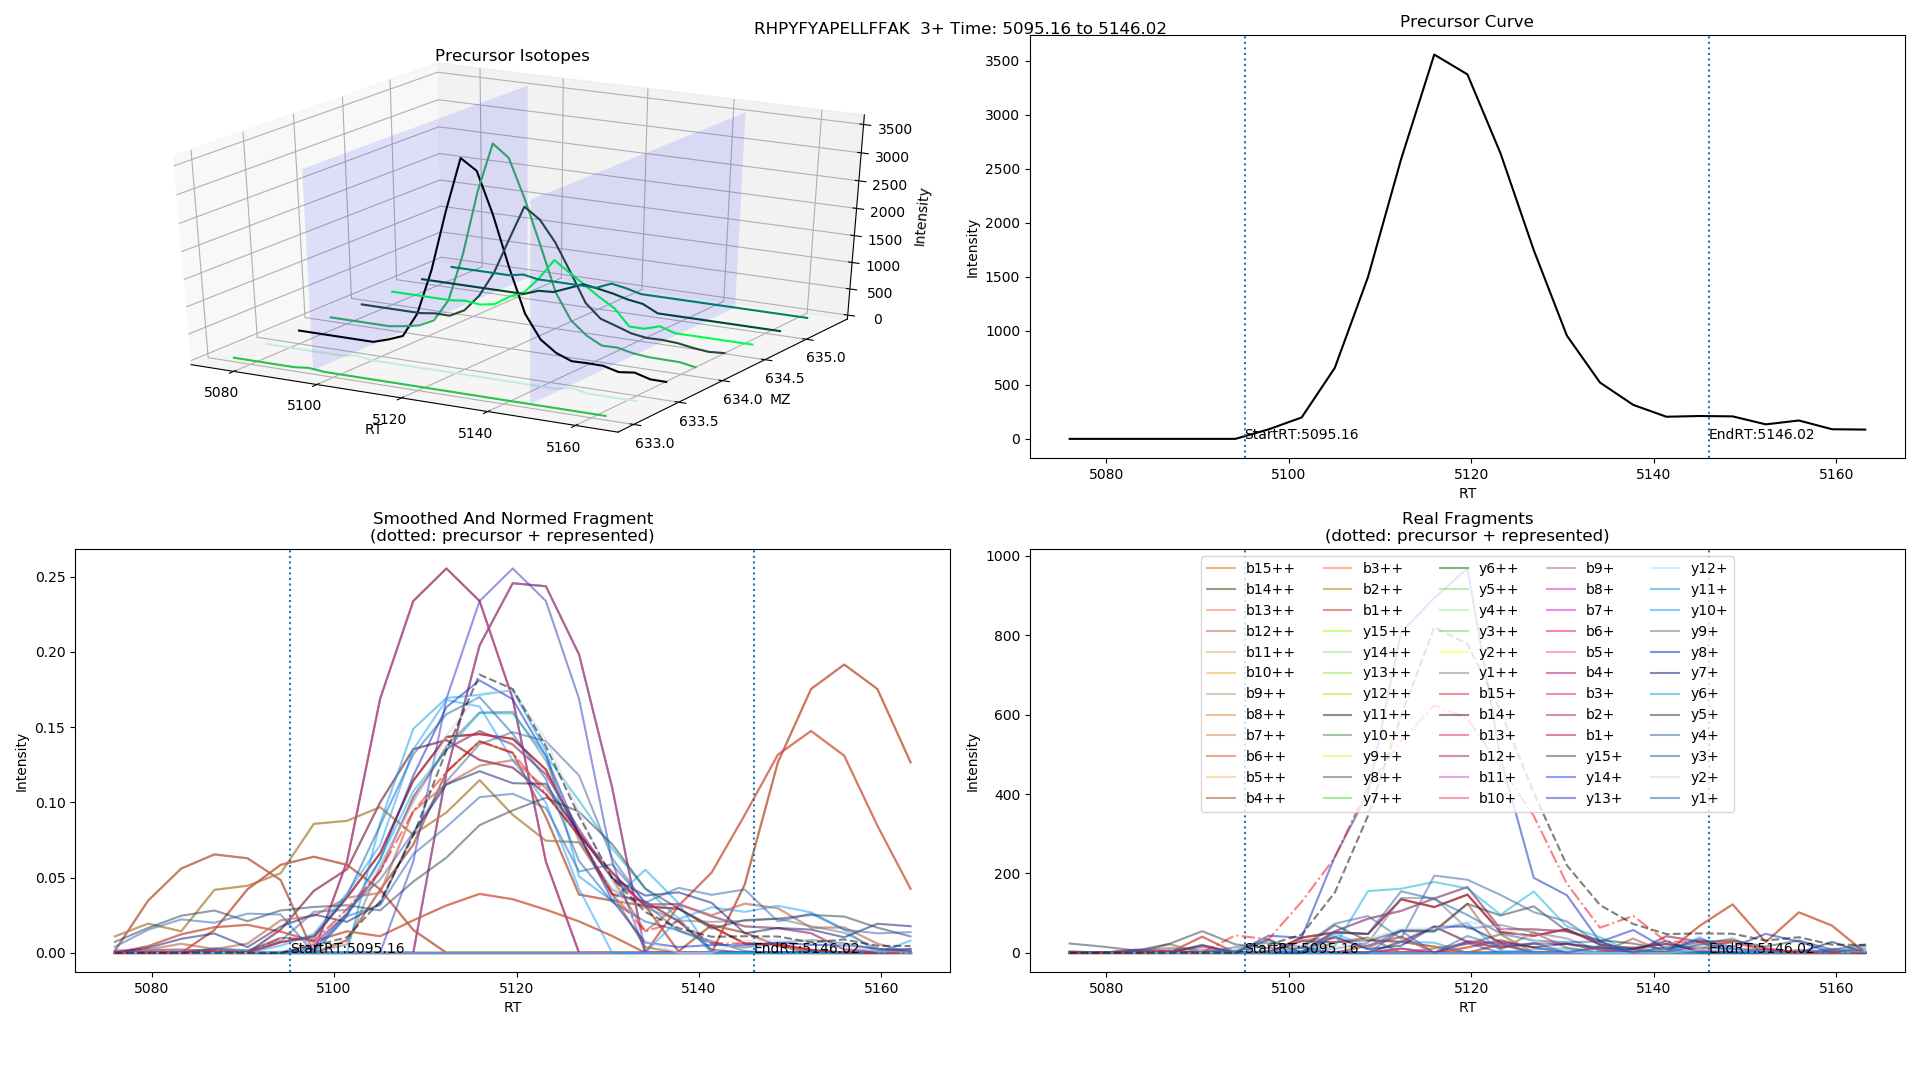 RHPYFYAPELLFFAK  3+ Time: 5095.16 to 5146.02
Precursor Isotopes
3500
3000
2500
2000
1500
1000
500
0
Intensity
5080
5100
5120
5140
5160
RT
633.0
633.5
634.0
634.5
635.0
MZ
Precursor Curve
3500
3000
2500
2000
1500
1000
500
0
Intensity
StartRT:5095.16
EndRT:5146.02
5080 5100 5120 5140 5160
RT
Smoothed And Normed Fragment
(dotted: precursor + represented)
0.25
0.20
0.15
0.10
0.05
0.00
Intensity
StartRT:5095.16
EndRT:5146.02
5080 5100 5120 5140 5160
RT
Real Fragments
(dotted: precursor + represented)
1000
800
600
400
200
0
Intensity
b15++ b3++ y6++ b9+ y12+
b14++ b2++ y5++ b8+ y11+
b13++ b1++ y4++ b7+ y10+
b12++ y15++ y3++ b6+ y9+
b11++ y14++ y2++ b5+ y8+
b10++ y13++ y1++ b4+ y7+
b9++ y12++ b15+ b3+ y6+
b8++ y11++ b14+ b2+ y5+
b7++ y10++ b13+ b1+ y4+
b6++ y9++ b12+ y15+ y3+
b5++ y8++ b11+ y14+ y2+
b4++ y7++ b10+ y13+ y1+
StartRT:5095.16
EndRT:5146.02
5080 5100 5120 5140 5160
RT